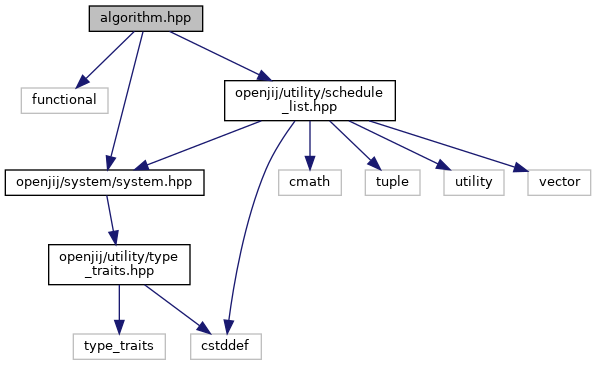 algorithm.hpp
functional
openjij/utility/schedule
_list.hpp
openjij/system/system.hpp
cmath
tuple
utility
vector
openjij/utility/type
_traits.hpp
type_traits
cstddef